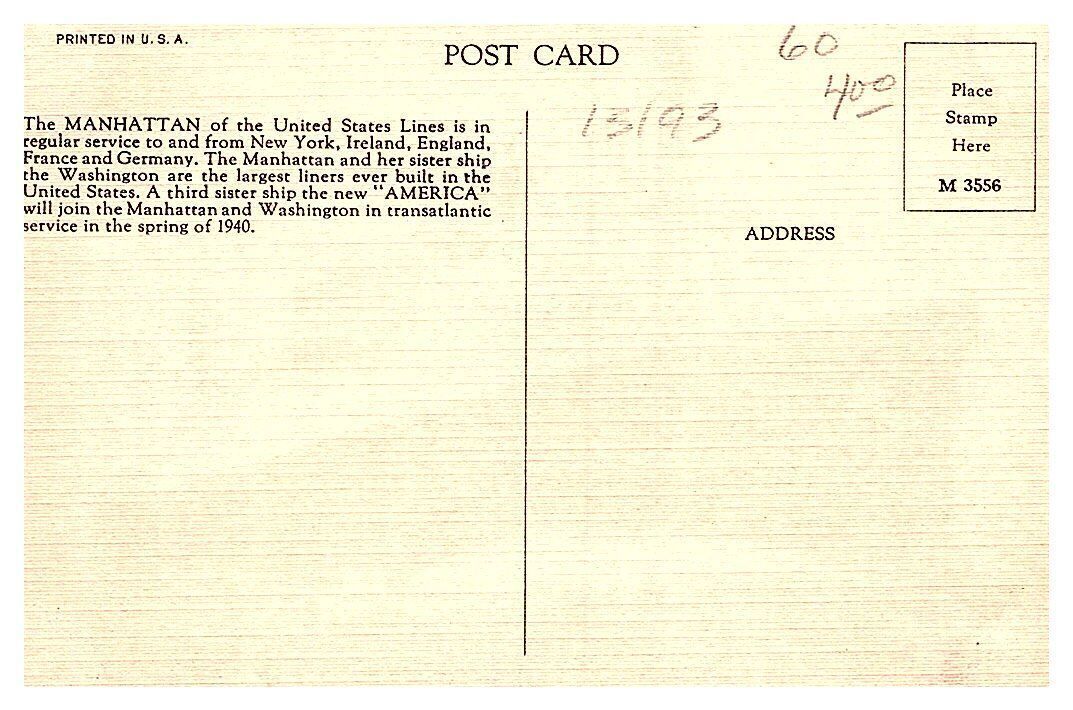 PRINTED IN U. S. A.
POST CARD
60
400
13193
Place
Stamp
Here
M 3556
The MANHATTAN of the United States Lines is in
regular service to and from New York, Ireland, England,
France and Germany. The Manhattan and her sister ship
the Washington are the largest liners ever built in the
United States. A third sister ship the new "AMERICA"
will join the Manhattan and Washington in transatlantic
service in the spring of 1940.
ADDRESS